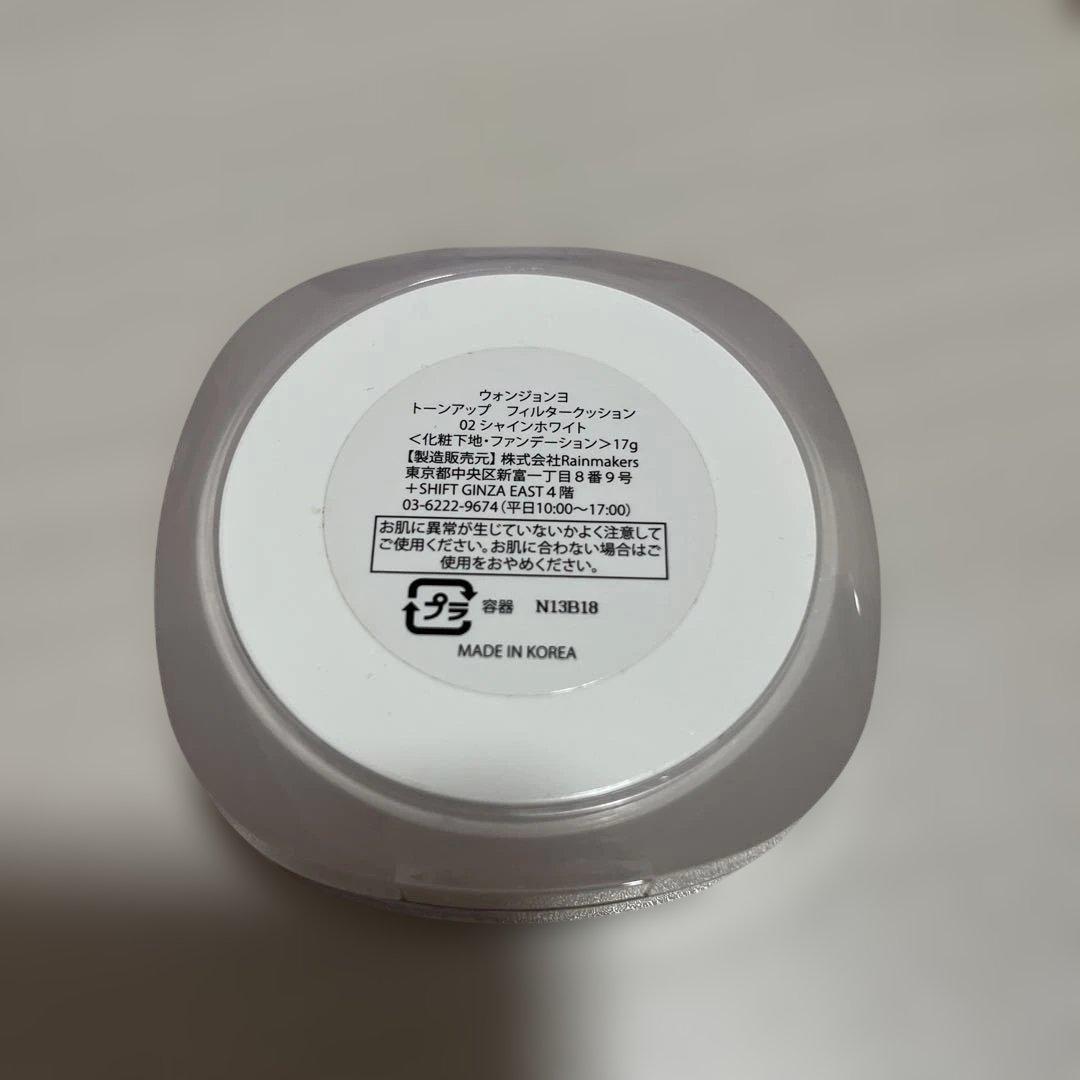 ウォンジョンヨ
トーンアップ　フィルタークッション
02 シャインホワイト
＜化粧下地・ファンデーション＞17g
【製造販売元】株式会社Rainmakers
東京都中央区新富一丁目８番９号
＋SHIFT GINZA EAST４階
03-6222-9674（平日10:00〜17:00）
お肌に異常が生じていないかよく注意して
ご使用ください。お肌に合わない場合はご
使用をおやめください。
プラ 容器 N13B18
MADE IN KOREA